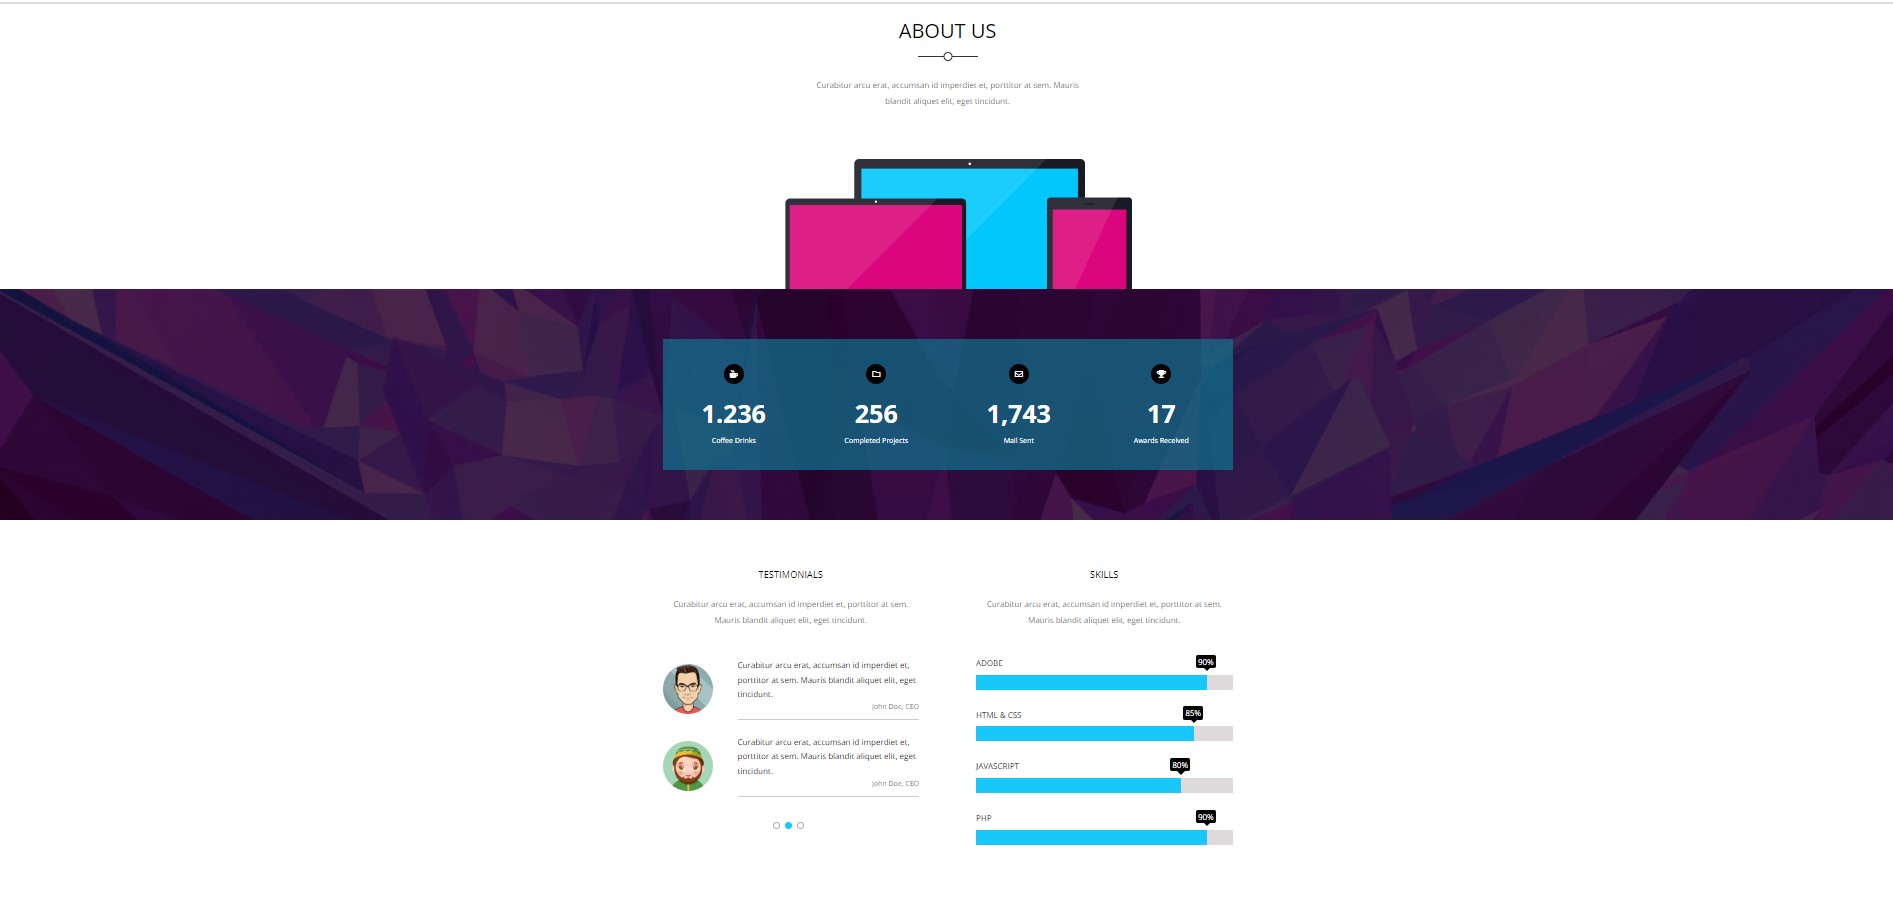 ABOUT US
Curabitur arcu erat, accumsan id imperdiet et, porttitor at sem. Mauris
blandit aliquet elit, eget tincidunt.
1.236
Coffee Drinks
256
Completed Projects
1,743
Mail Sent
17
Awards Received
TESTIMONIALS
Curabitur arcu erat, accumsan id imperdiet et, porttitor at sem.
Mauris blandit aliquet elit, eget tincidunt.
Curabitur arcu erat, accumsan id imperdiet et,
porttitor at sem. Mauris blandit aliquet elit, eget
tincidunt.
John Doe, CEO
Curabitur arcu erat, accumsan id imperdiet et,
porttitor at sem. Mauris blandit aliquet elit, eget
tincidunt.
John Doe, CEO
SKILLS
Curabitur arcu erat, accumsan id imperdiet et, porttitor at sem.
Mauris blandit aliquet elit, eget tincidunt.
ADOBE
90%
HTML & CSS
85%
JAVASCRIPT
80%
PHP
90%